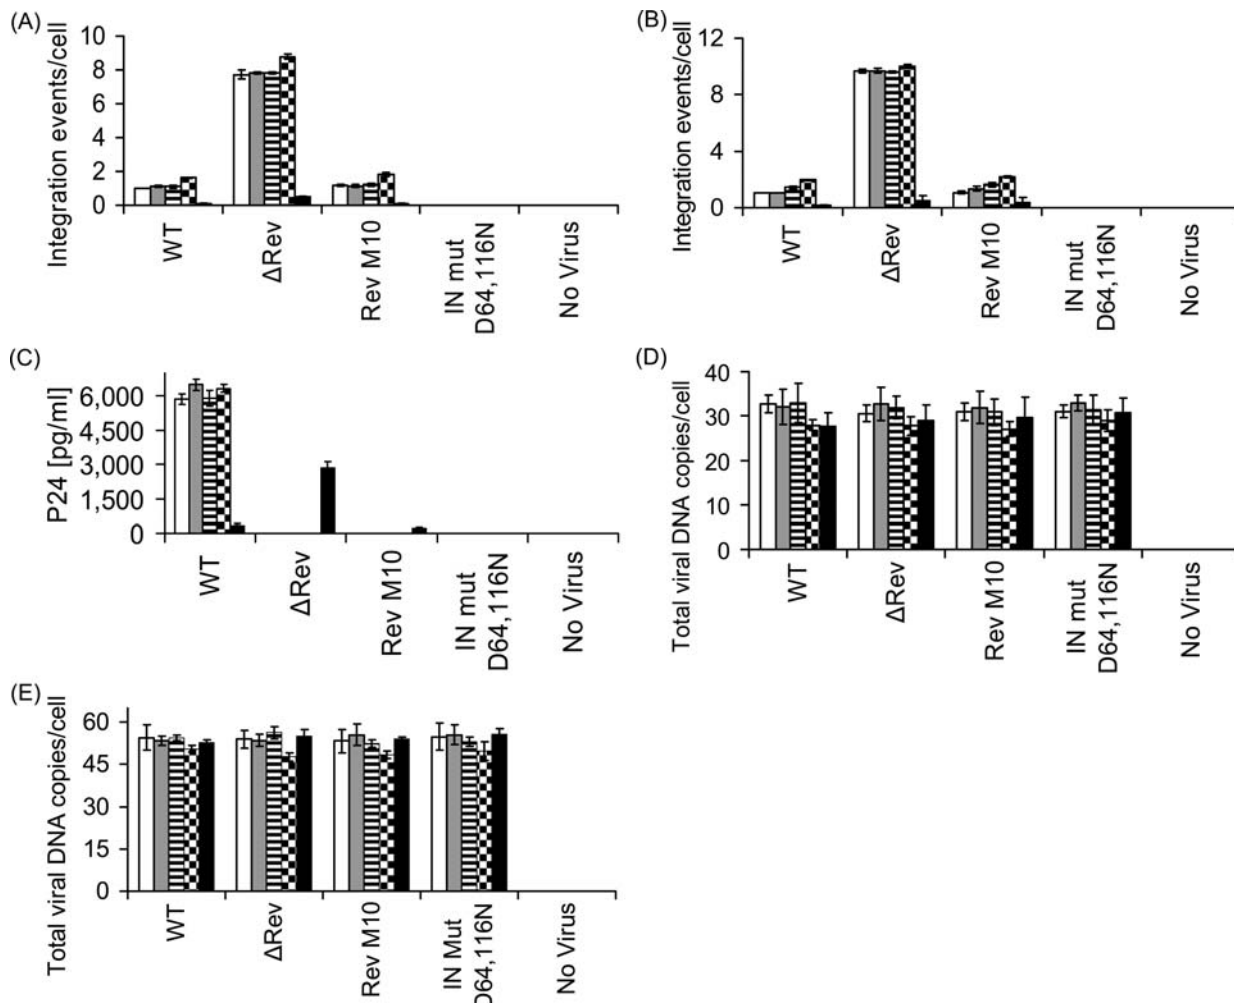 (A)
Integration events/cell
10
8
6
4
2
0
WT
ΔRev
Rev M10
IN mut
D64,116N
No Virus
(B)
Integration events/cell
12
8
4
0
WT
ΔRev
Rev M10
IN mut
D64,116N
No Virus
(C)
P24 [pg/ml]
6,000
4,500
3,000
1,500
0
WT
ΔRev
Rev M10
IN mut
D64,116N
No Virus
(D)
Total viral DNA copies/cell
40
30
20
10
0
WT
ΔRev
Rev M10
IN mut
D64,116N
No Virus
(E)
Total viral DNA copies/cell
60
45
30
15
0
WT
ΔRev
Rev M10
IN Mut
D64,116N
No Virus